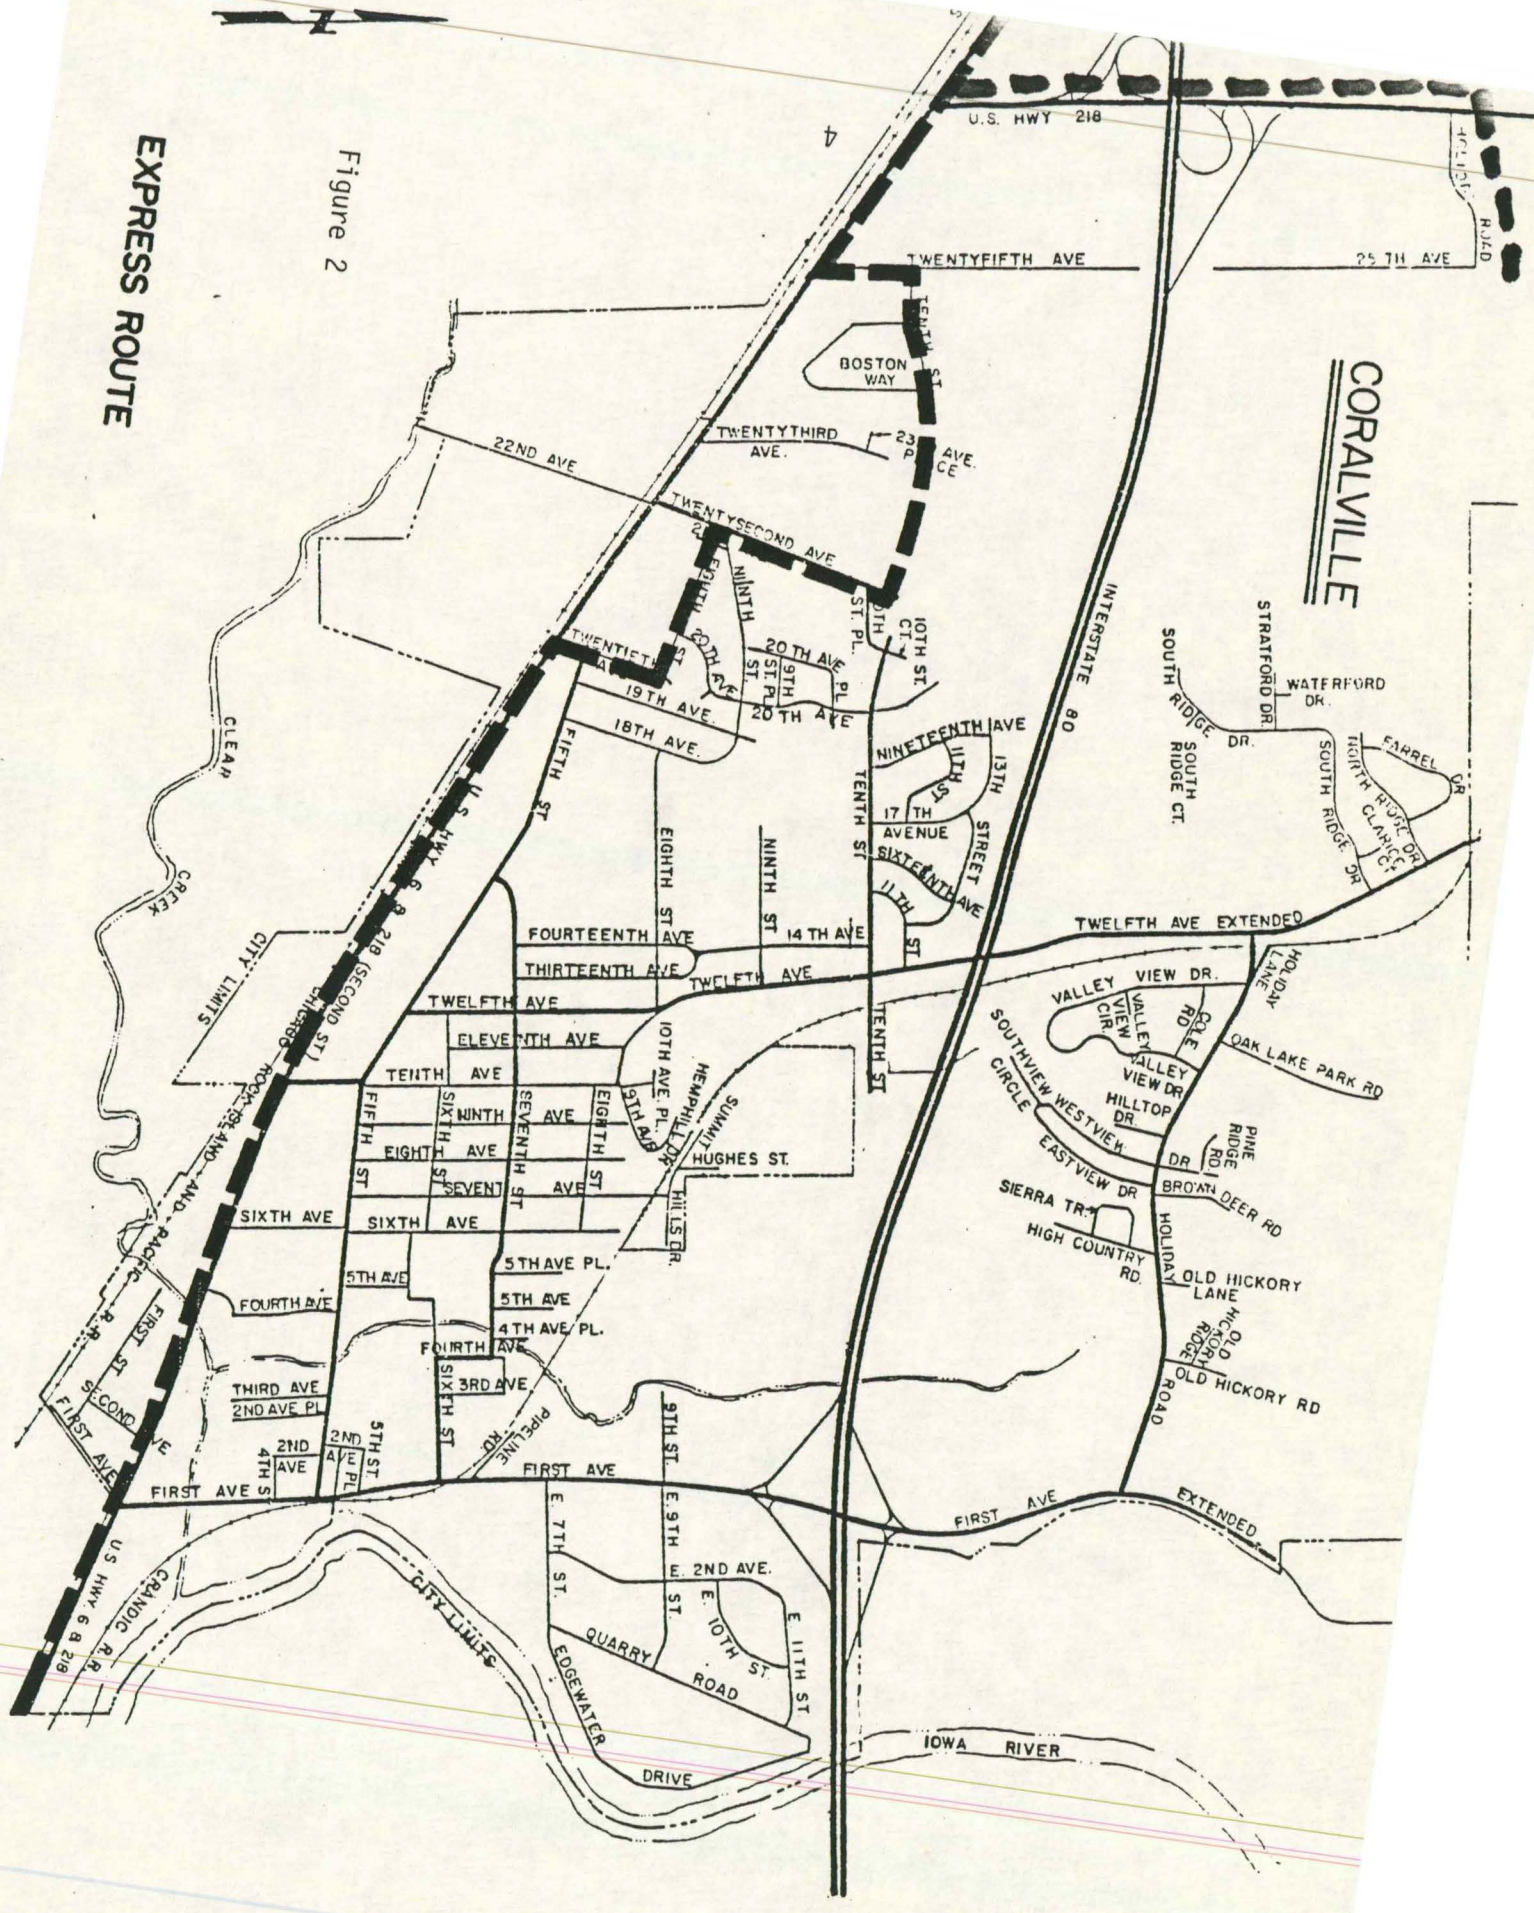 4
Figure 2
EXPRESS ROUTE
CORALVILLE
U.S. HWY 218
ROAD
TWENTYFIFTH AVE
25 TH AVE
TENTH ST.
BOSTON
WAY
TWENTYTHIRD
AVE.
22ND AVE
TWENTYSECOND AVE
EIGHTH
ST
NINTH
ST.
ST. PL.
10TH
CT.
10TH ST.
INTERSTATE 80
TWENTIETH
20TH AVE
20 TH AVE
PL
9TH
ST. PL
20 TH AVE
19TH AVE.
18TH AVE.
FIFTH ST
STRATFORD DR.
WATERFORD
DR.
SOUTH RIDGE
DR.
SOUTH
RIDGE CT.
SOUTH RIDGE DR
NORTH RIDGE DR
FARREL
CLARICE
CT
NINETEENTH AVE
11TH ST
13TH
STREET
17 TH
AVENUE
SIXTEENTH AVE
11TH
ST
TENTH ST
CLEAR
CREEK
U.S. HWY 6 & 218 (SECOND ST)
EIGHTH ST
NINTH ST
FOURTEENTH AVE
14 TH AVE
THIRTEENTH AVE
TWELFTH AVE
TWELFTH AVE
TWELFTH AVE EXTENDED
HOLIDAY
LANE
CITY LIMITS
CHICAGO ROCK ISLAND AND PACIFIC R. R.
ELEVENTH AVE
TENTH AVE
10TH AVE. PL.
9TH AVE
HEMPHILL DR
SUMMIT
HUGHES ST.
HILLS DR.
TENTH ST
VALLEY VIEW DR.
VALLEY
VIEW
CIR.
COLE
RD
VALLEY
VIEW DR
OAK LAKE PARK RD
SOUTHVIEW
CIRCLE
WESTVIEW
DR
HILLTOP
DR.
PINE
RIDGE
RD.
EASTVIEW DR
BROWN DEER RD
SIERRA TR.
HIGH COUNTRY
RD.
HOLIDAY
ROAD
OLD HICKORY
LANE
OLD
HICKORY
RIDGE
OLD HICKORY RD
FIFTH
ST
SIXTH
ST
NINTH AVE
SEVENTH ST
EIGHTH ST
EIGHTH AVE
SEVENT AVE
SIXTH AVE
SIXTH AVE
5TH AVE
5TH AVE PL.
5TH AVE
4TH AVE PL.
FOURTH AVE
FOURTH AVE
3RD AVE
SIXTH ST
THIRD AVE
2ND AVE PL
2ND
AVE
4TH S
2ND
AVE
PL
5TH ST.
FIRST
ST
SECOND AVE
FIRST AVE
FIRST AVE
PIPELINE
RD.
FIRST AVE
9TH ST.
FIRST AVE
EXTENDED
E. 7TH ST.
E. 9TH
ST.
E. 2ND AVE.
E. 10TH ST.
E 11TH ST
QUARRY
ROAD
EDGEWATER
DRIVE
CITY LIMITS
US HWY. 6 & 218
CRANDIC R. R.
IOWA RIVER